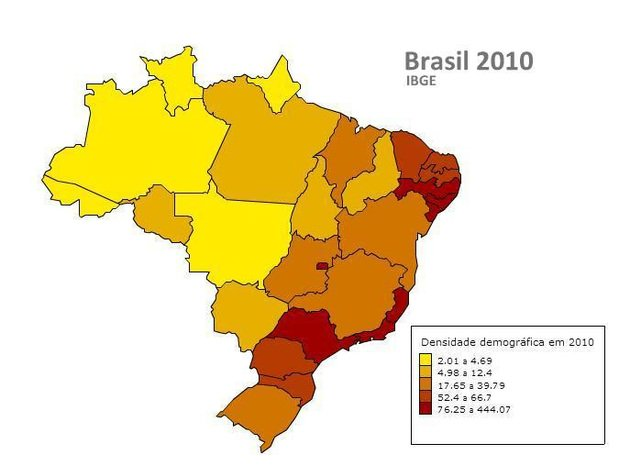 Brasil 2010
IBGE
Densidade demográfica em 2010
2.01 a 4.69
4.98 a 12.4
17.65 a 39.79
52.4 a 66.7
76.25 a 444.07